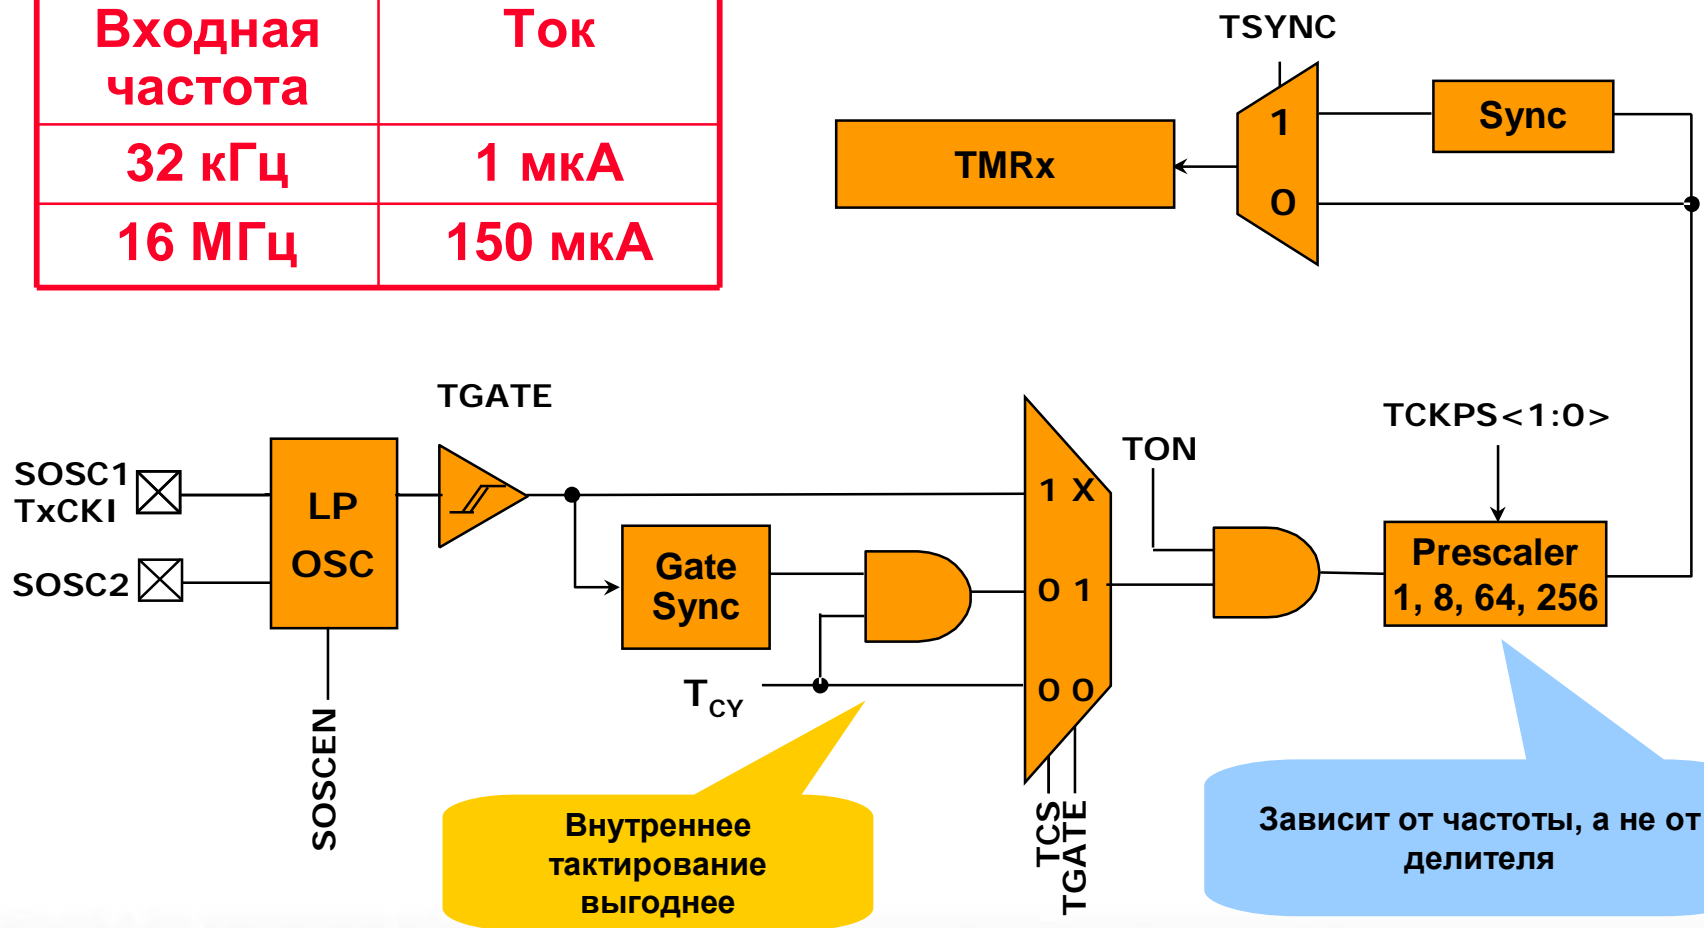 Входная
частота
Ток
32 кГц
1 мкА
16 МГц
150 мкА
TSYNC
1
0
Sync
TMRx
TGATE
SOSC1
TxCKI
SOSC2
LP
OSC
SOSCEN
Gate
Sync
TCY
1 X
0 1
0 0
TCS
TGATE
TON
TCKPS<1:0>
Prescaler
1, 8, 64, 256
Внутреннее
тактирование
выгоднее
Зависит от частоты, а не от
делителя